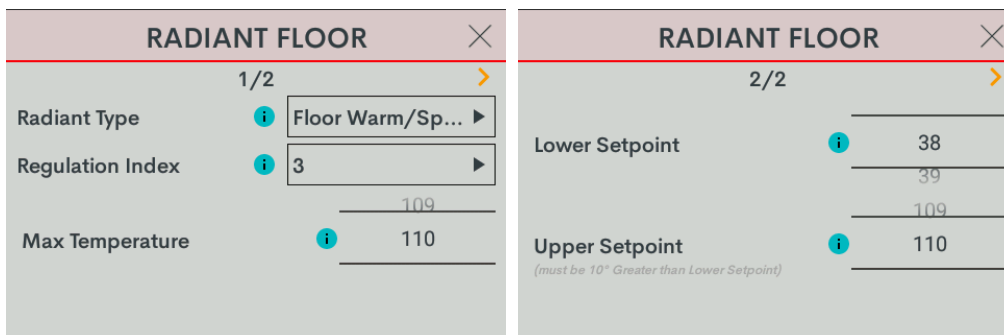 RADIANT FLOOR
1/2
Radiant Type i Floor Warm/Sp...
Regulation Index i 3
109
Max Temperature i 110
RADIANT FLOOR
2/2
Lower Setpoint i 38
39
109
Upper Setpoint i 110
(must be 10° Greater than Lower Setpoint)